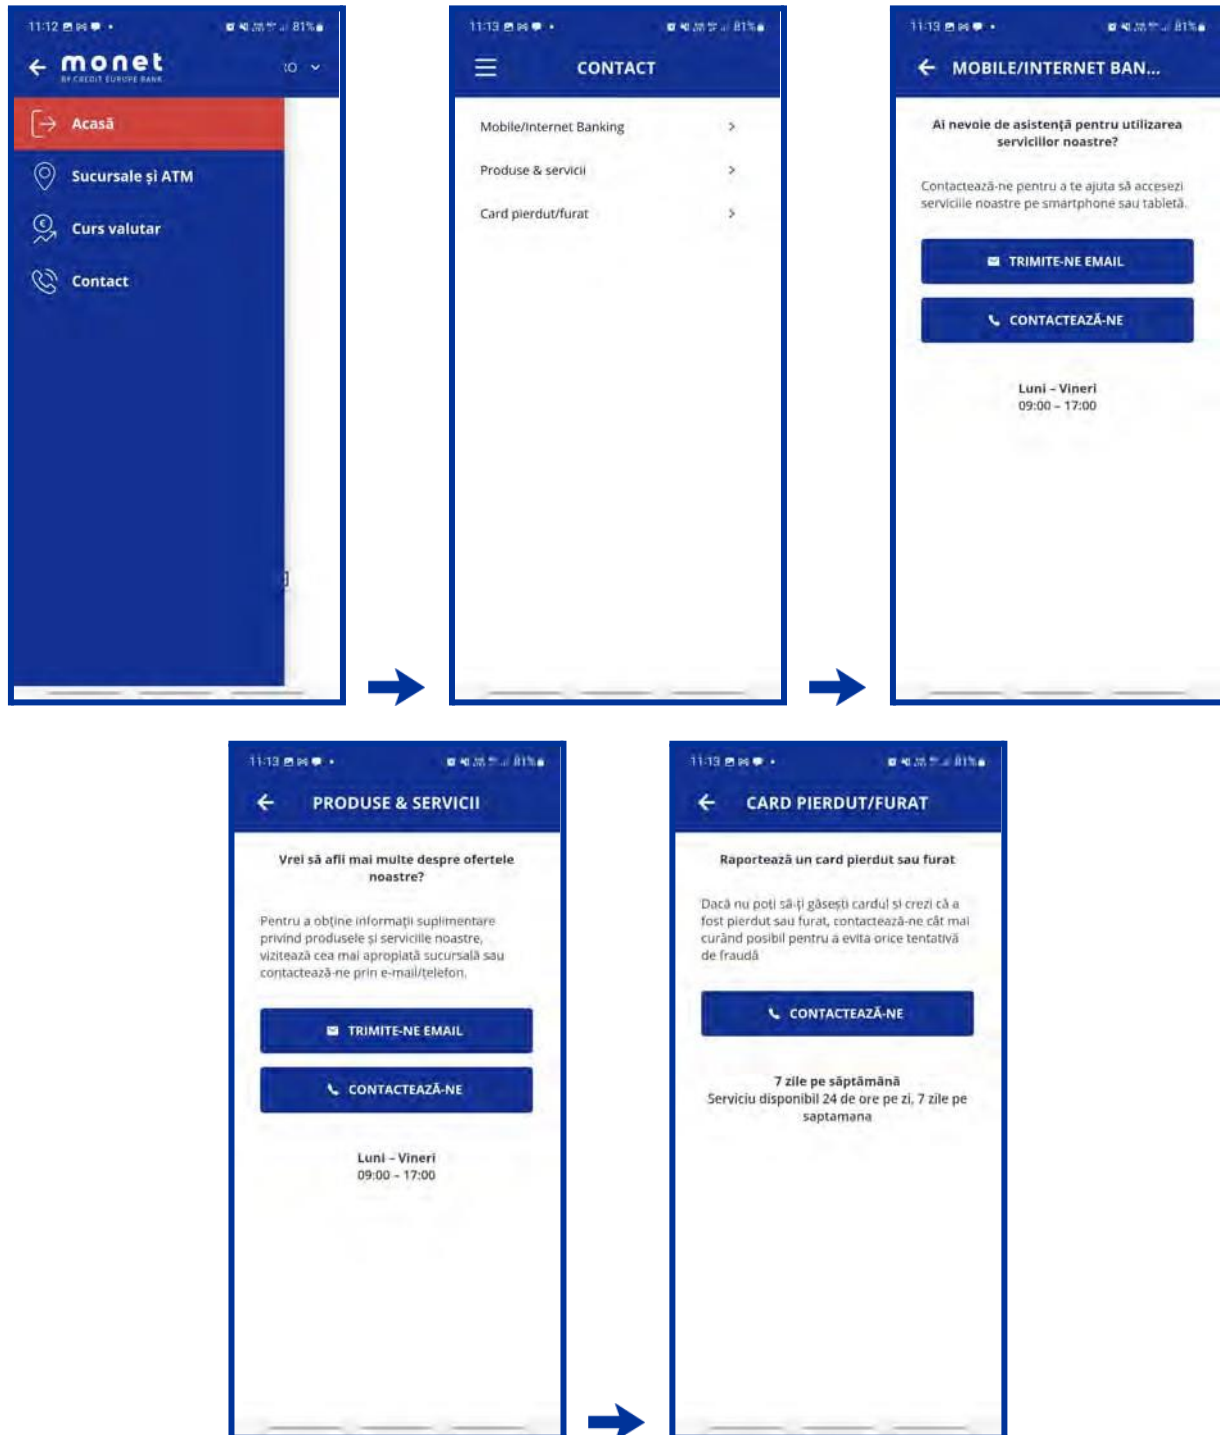 11:12
81%
monet
BY CREDIT EUROPE BANK
Acasă
Sucursale și ATM
Curs valutar
Contact
11:13
81%
CONTACT
Mobile/Internet Banking
Produse & servicii
Card pierdut/furat
11:13
81%
MOBILE/INTERNET BAN...
Ai nevoie de asistență pentru utilizarea
serviciilor noastre?
Contactează-ne pentru a te ajuta să accesezi
serviciile noastre pe smartphone sau tabletă.
TRIMITE-NE EMAIL
CONTACTEAZĂ-NE
Luni – Vineri
09:00 – 17:00
11:13
81%
PRODUSE & SERVICII
Vrei să afli mai multe despre ofertele
noastre?
Pentru a obține informații suplimentare
privind produsele și serviciile noastre,
vizitează cea mai apropiată sucursală sau
contactează-ne prin e-mail/telefon.
TRIMITE-NE EMAIL
CONTACTEAZĂ-NE
Luni – Vineri
09:00 – 17:00
11:13
81%
CARD PIERDUT/FURAT
Raportează un card pierdut sau furat
Dacă nu poți să-ți găsești cardul si crezi că a
fost pierdut sau furat, contactează-ne cât mai
curând posibil pentru a evita orice tentativă
de fraudă
CONTACTEAZĂ-NE
7 zile pe săptămână
Serviciu disponibil 24 de ore pe zi, 7 zile pe
saptamana